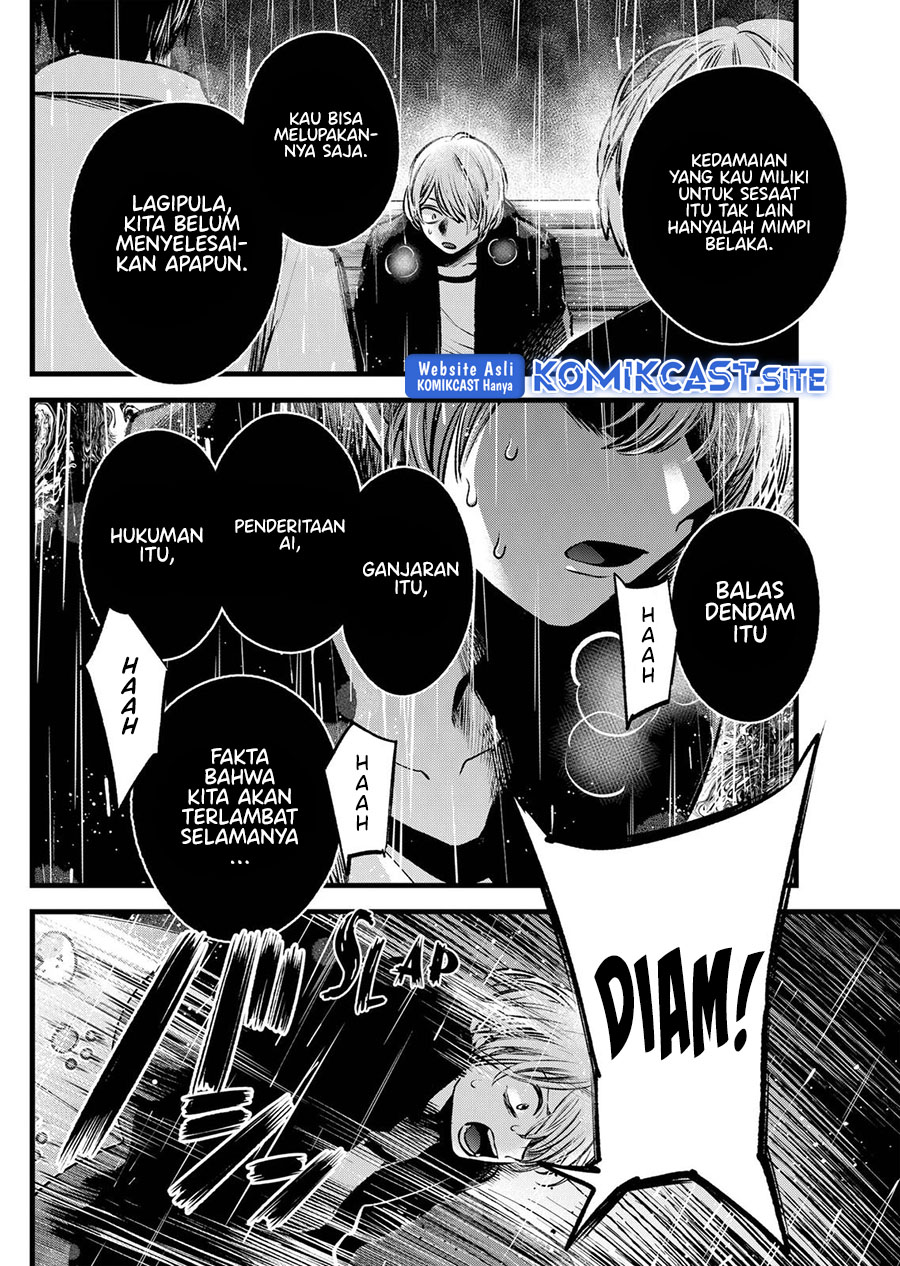 KEDAMAIAN
YANG KAU MILIKI
UNTUK SESAAT
ITU TAK LAIN
HANYALAH MIMPI
BELAKA.
KAU BISA
MELUPAKAN-
NYA SAJA.
LAGIPULA,
KITA BELUM
MENYELESAI-
KAN APAPUN.
Website Asli
KOMIKCAST Hanya
KOMIKCAST.SITE
BALAS
DENDAM
ITU
HAAH
GANJARAN
ITU,
PENDERITAAN
AI,
HUKUMAN
ITU,
HAAH
HAAH
FAKTA
BAHWA
KITA AKAN
TERLAMBAT
SELAMANYA
...
DIAM!
SLAP
バシ